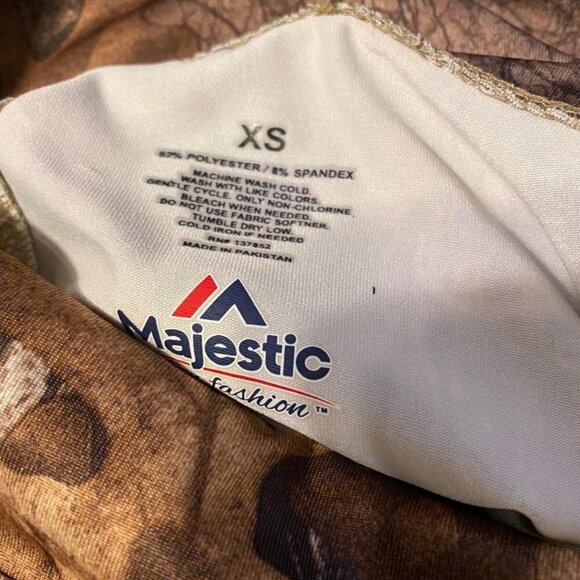 XS
92% POLYESTER / 8% SPANDEX
MACHINE WASH COLD.
WASH WITH LIKE COLORS.
GENTLE CYCLE. ONLY NON-CHLORINE
BLEACH WHEN NEEDED.
DO NOT USE FABRIC SOFTNER.
TUMBLE DRY LOW.
COLD IRON IF NEEDED
RN# 137852
MADE IN PAKISTAN
Majestic
fashion ™